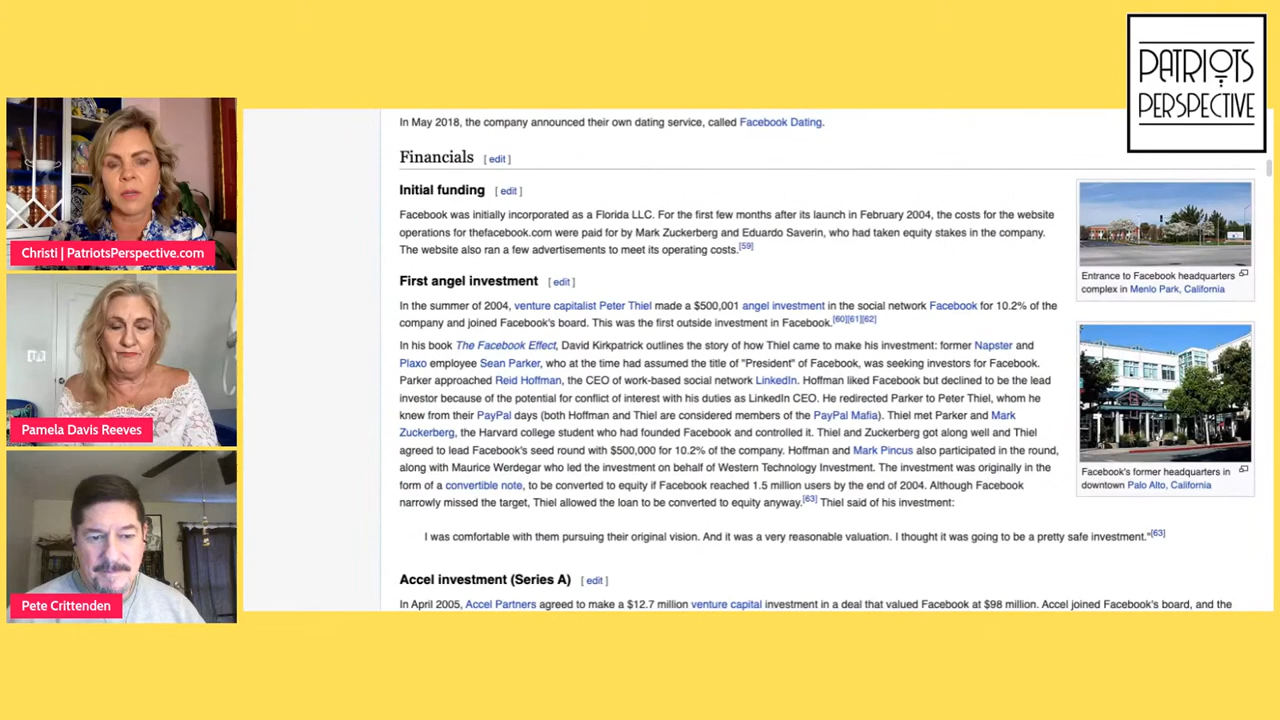 PATRIOTS
PERSPECTIVE
Christi | PatriotsPerspective.com
Pamela Davis Reeves
Pete Crittenden
In May 2018, the company announced their own dating service, called Facebook Dating.
Financials [ edit ]
Initial funding [ edit ]
Facebook was initially incorporated as a Florida LLC. For the first few months after its launch in February 2004, the costs for the website
operations for thefacebook.com were paid for by Mark Zuckerberg and Eduardo Saverin, who had taken equity stakes in the company.
The website also ran a few advertisements to meet its operating costs.[59]
First angel investment [ edit ]
In the summer of 2004, venture capitalist Peter Thiel made a $500,001 angel investment in the social network Facebook for 10.2% of the
company and joined Facebook's board. This was the first outside investment in Facebook.[60][61][62]
In his book The Facebook Effect, David Kirkpatrick outlines the story of how Thiel came to make his investment: former Napster and
Plaxo employee Sean Parker, who at the time had assumed the title of "President" of Facebook, was seeking investors for Facebook.
Parker approached Reid Hoffman, the CEO of work-based social network LinkedIn. Hoffman liked Facebook but declined to be the lead
investor because of the potential for conflict of interest with his duties as LinkedIn CEO. He redirected Parker to Peter Thiel, whom he
knew from their PayPal days (both Hoffman and Thiel are considered members of the PayPal Mafia). Thiel met Parker and Mark
Zuckerberg, the Harvard college student who had founded Facebook and controlled it. Thiel and Zuckerberg got along well and Thiel
agreed to lead Facebook's seed round with $500,000 for 10.2% of the company. Hoffman and Mark Pincus also participated in the round,
along with Maurice Werdegar who led the investment on behalf of Western Technology Investment. The investment was originally in the
form of a convertible note, to be converted to equity if Facebook reached 1.5 million users by the end of 2004. Although Facebook
narrowly missed the target, Thiel allowed the loan to be converted to equity anyway.[63] Thiel said of his investment:
I was comfortable with them pursuing their original vision. And it was a very reasonable valuation. I thought it was going to be a pretty safe investment."[63]
Accel investment (Series A) [ edit ]
In April 2005, Accel Partners agreed to make a $12.7 million venture capital investment in a deal that valued Facebook at $98 million. Accel joined Facebook's board, and the
Entrance to Facebook headquarters
complex in Menlo Park, California
Facebook's former headquarters in
downtown Palo Alto, California